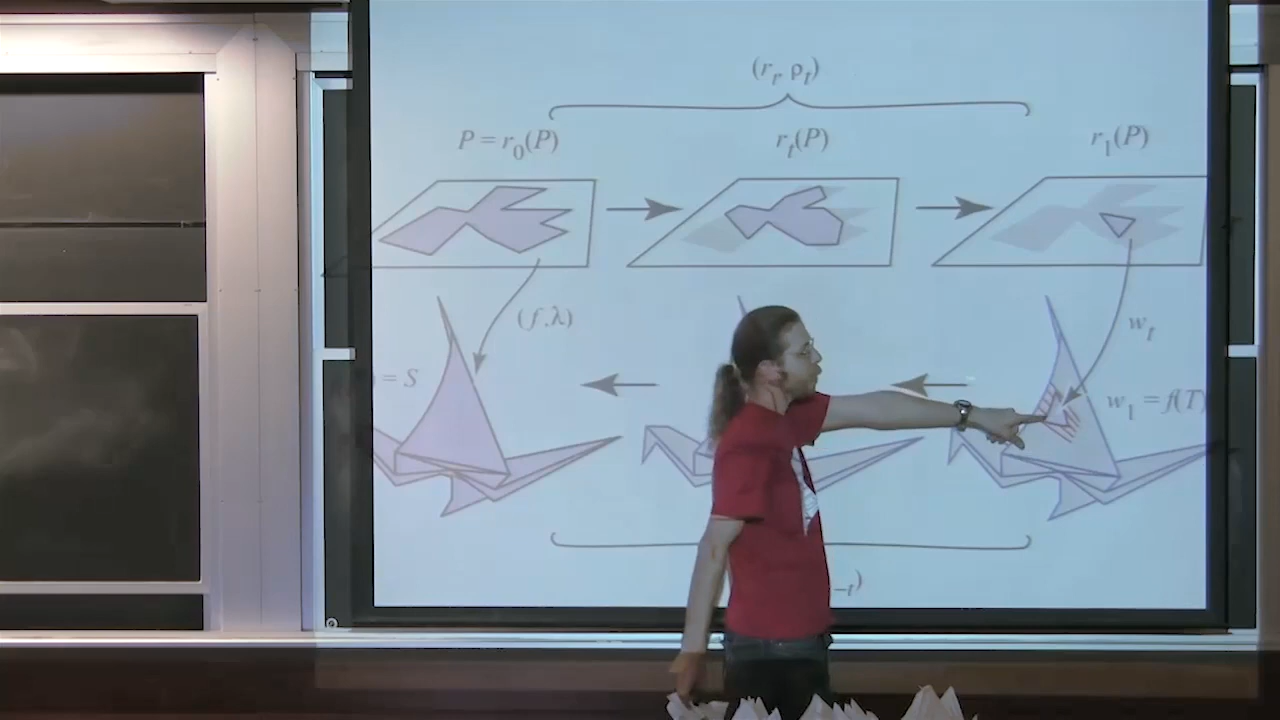 (r_t, ρ_t)
P = r_0(P)
r_t(P)
r_1(P)
(f,λ)
w_t
= S
w_1 = f(T)